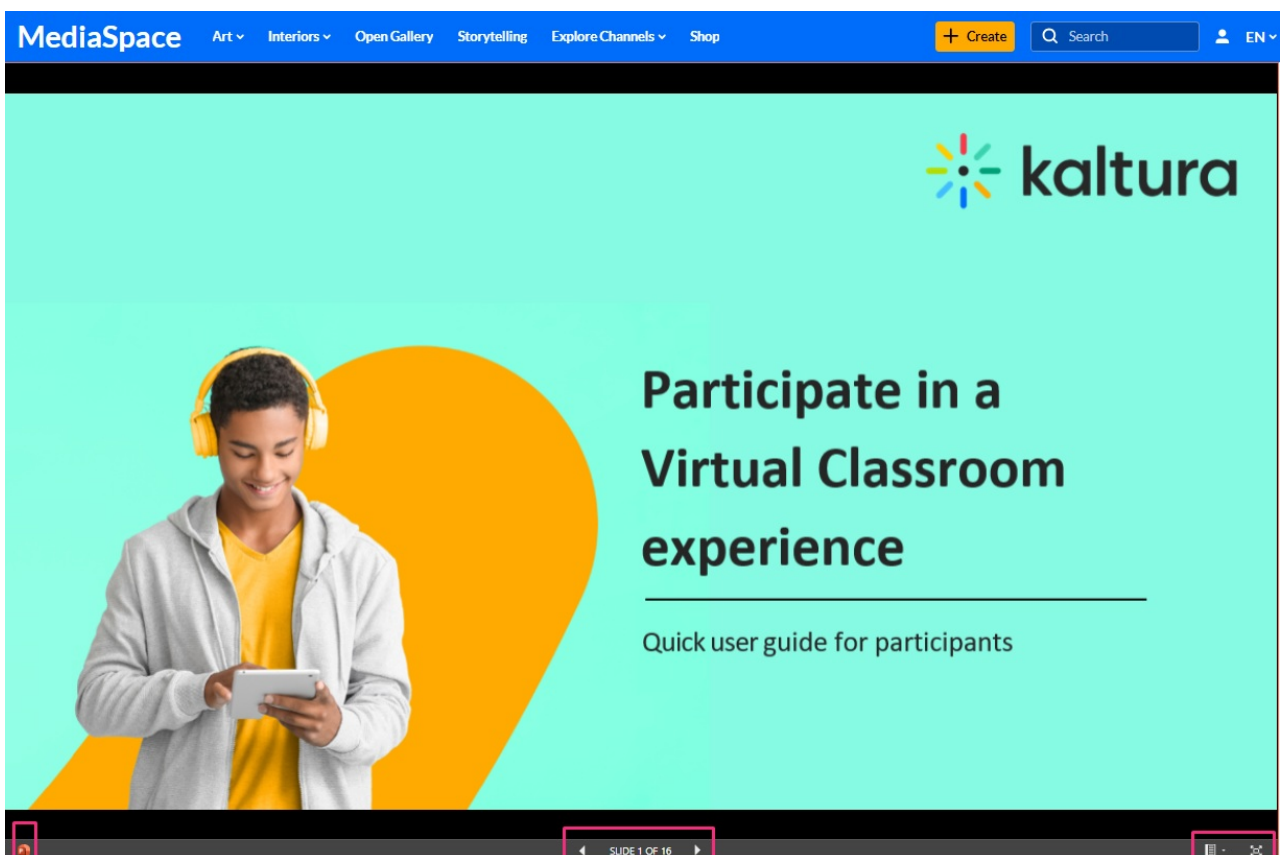 MediaSpace Art Interiors Open Gallery Storytelling Explore Channels Shop + Create Search EN
kaltura
Participate in a
Virtual Classroom
experience
Quick user guide for participants
SLIDE 1 OF 16